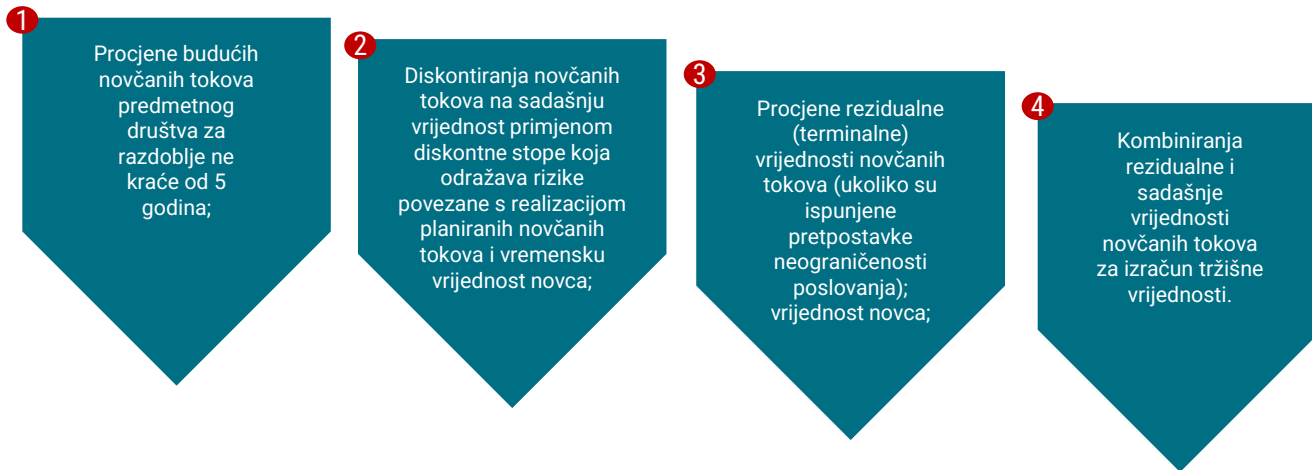 1
Procjene budućih
novčanih tokova
predmetnog
društva za
razdoblje ne
kraće od 5
godina;
2
Diskontiranja novčanih
tokova na sadašnju
vrijednost primjenom
diskontne stope koja
odražava rizike
povezane s realizacijom
planiranih novčanih
tokova i vremensku
vrijednost novca;
3
Procjene rezidualne
(terminalne)
vrijednosti novčanih
tokova (ukoliko su
ispunjene
pretpostavke
neograničenosti
poslovanja);
vrijednost novca;
4
Kombiniranja
rezidualne i
sadašnje
vrijednosti
novčanih tokova
za izračun tržišne
vrijednosti.